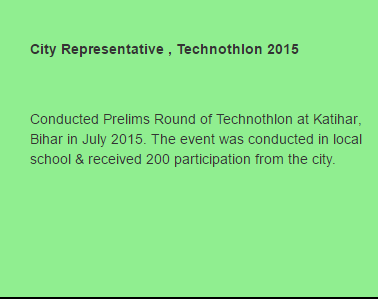 City Representative , Technothlon 2015
Conducted Prelims Round of Technothlon at Katihar,
Bihar in July 2015. The event was conducted in local
school & received 200 participation from the city.